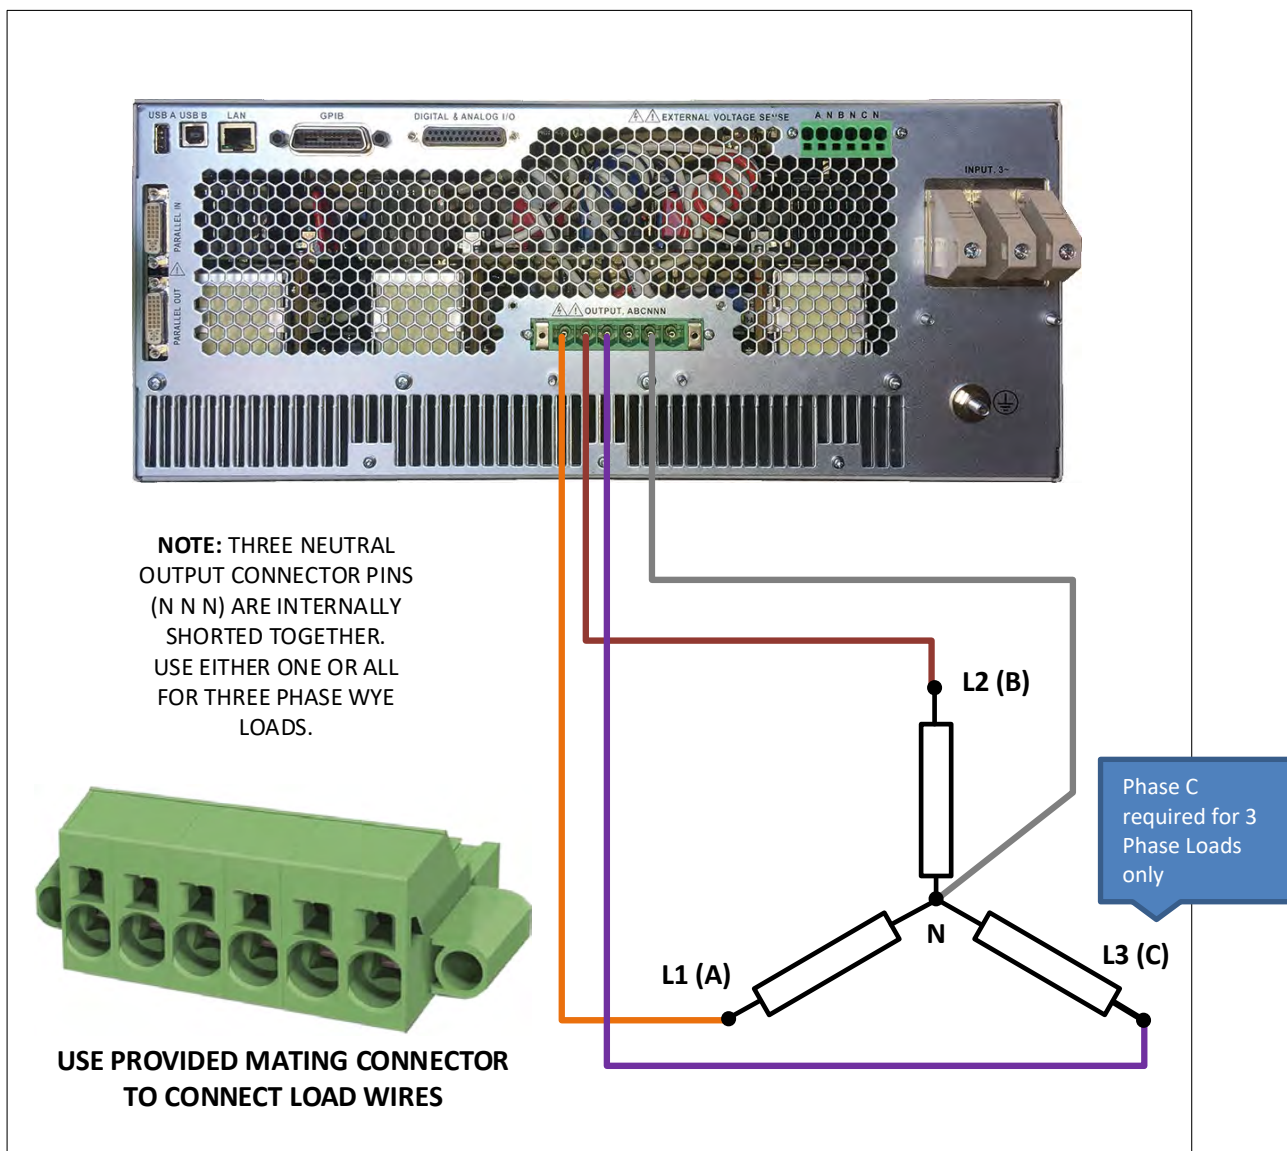 USB A USB B LAN GPIB DIGITAL & ANALOG I/O EXTERNAL VOLTAGE SENSE A N B N C N
INPUT. 3~
PARALLEL IN
PARALLEL OUT
OUTPUT. ABCNNN
NOTE: THREE NEUTRAL
OUTPUT CONNECTOR PINS
(N N N) ARE INTERNALLY
SHORTED TOGETHER.
USE EITHER ONE OR ALL
FOR THREE PHASE WYE
LOADS.
L2 (B)
Phase C
required for 3
Phase Loads
only
N
L1 (A)
L3 (C)
USE PROVIDED MATING CONNECTOR
TO CONNECT LOAD WIRES